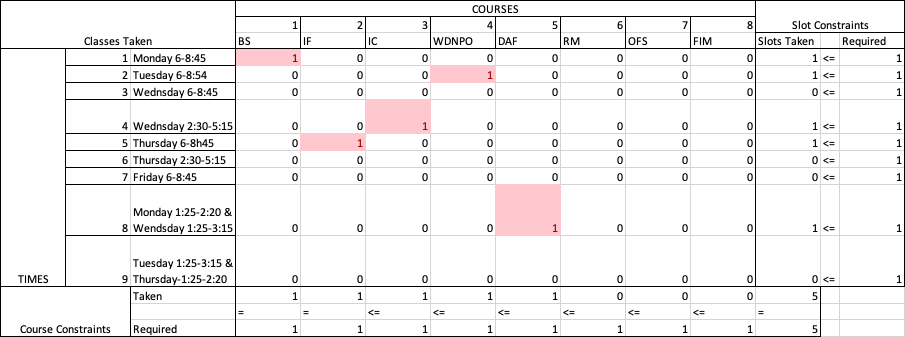 COURSES
1 2 3 4 5 6 7 8 Slot Constraints
Classes Taken BS IF IC WDNPO DAF RM OFS FIM Slots Taken Required
1 Monday 6-8:45 1 0 0 0 0 0 0 0 1 <= 1
2 Tuesday 6-8:54 0 0 0 1 0 0 0 0 1 <= 1
3 Wednsday 6-8:45 0 0 0 0 0 0 0 0 0 <= 1
4 Wednsday 2:30-5:15 0 0 1 0 0 0 0 0 1 <= 1
5 Thursday 6-8h45 0 1 0 0 0 0 0 0 1 <= 1
6 Thursday 2:30-5:15 0 0 0 0 0 0 0 0 0 <= 1
7 Friday 6-8:45 0 0 0 0 0 0 0 0 0 <= 1
Monday 1:25-2:20 &
8 Wendsday 1:25-3:15 0 0 0 0 1 0 0 0 1 <= 1
Tuesday 1:25-3:15 &
TIMES 9 Thursday-1:25-2:20 0 0 0 0 0 0 0 0 0 <= 1
Taken 1 1 1 1 1 0 0 0 5
= = <= <= <= <= <= <= =
Course Constraints Required 1 1 1 1 1 1 1 1 5